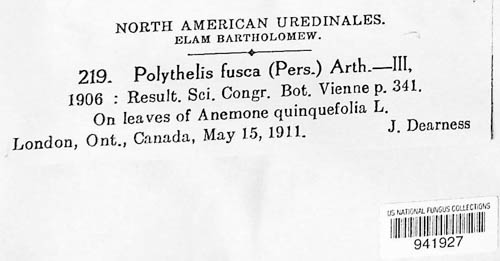 NORTH AMERICAN UREDINALES.
ELAM BARTHOLOMEW.
219. Polythelis fusca (Pers.) Arth.—III,
1906 : Result. Sci. Congr. Bot. Vienne p. 341.
On leaves of Anemone quinquefolia L.
London, Ont., Canada, May 15, 1911. J. Dearness
US NATIONAL FUNGUS COLLECTIONS
941927